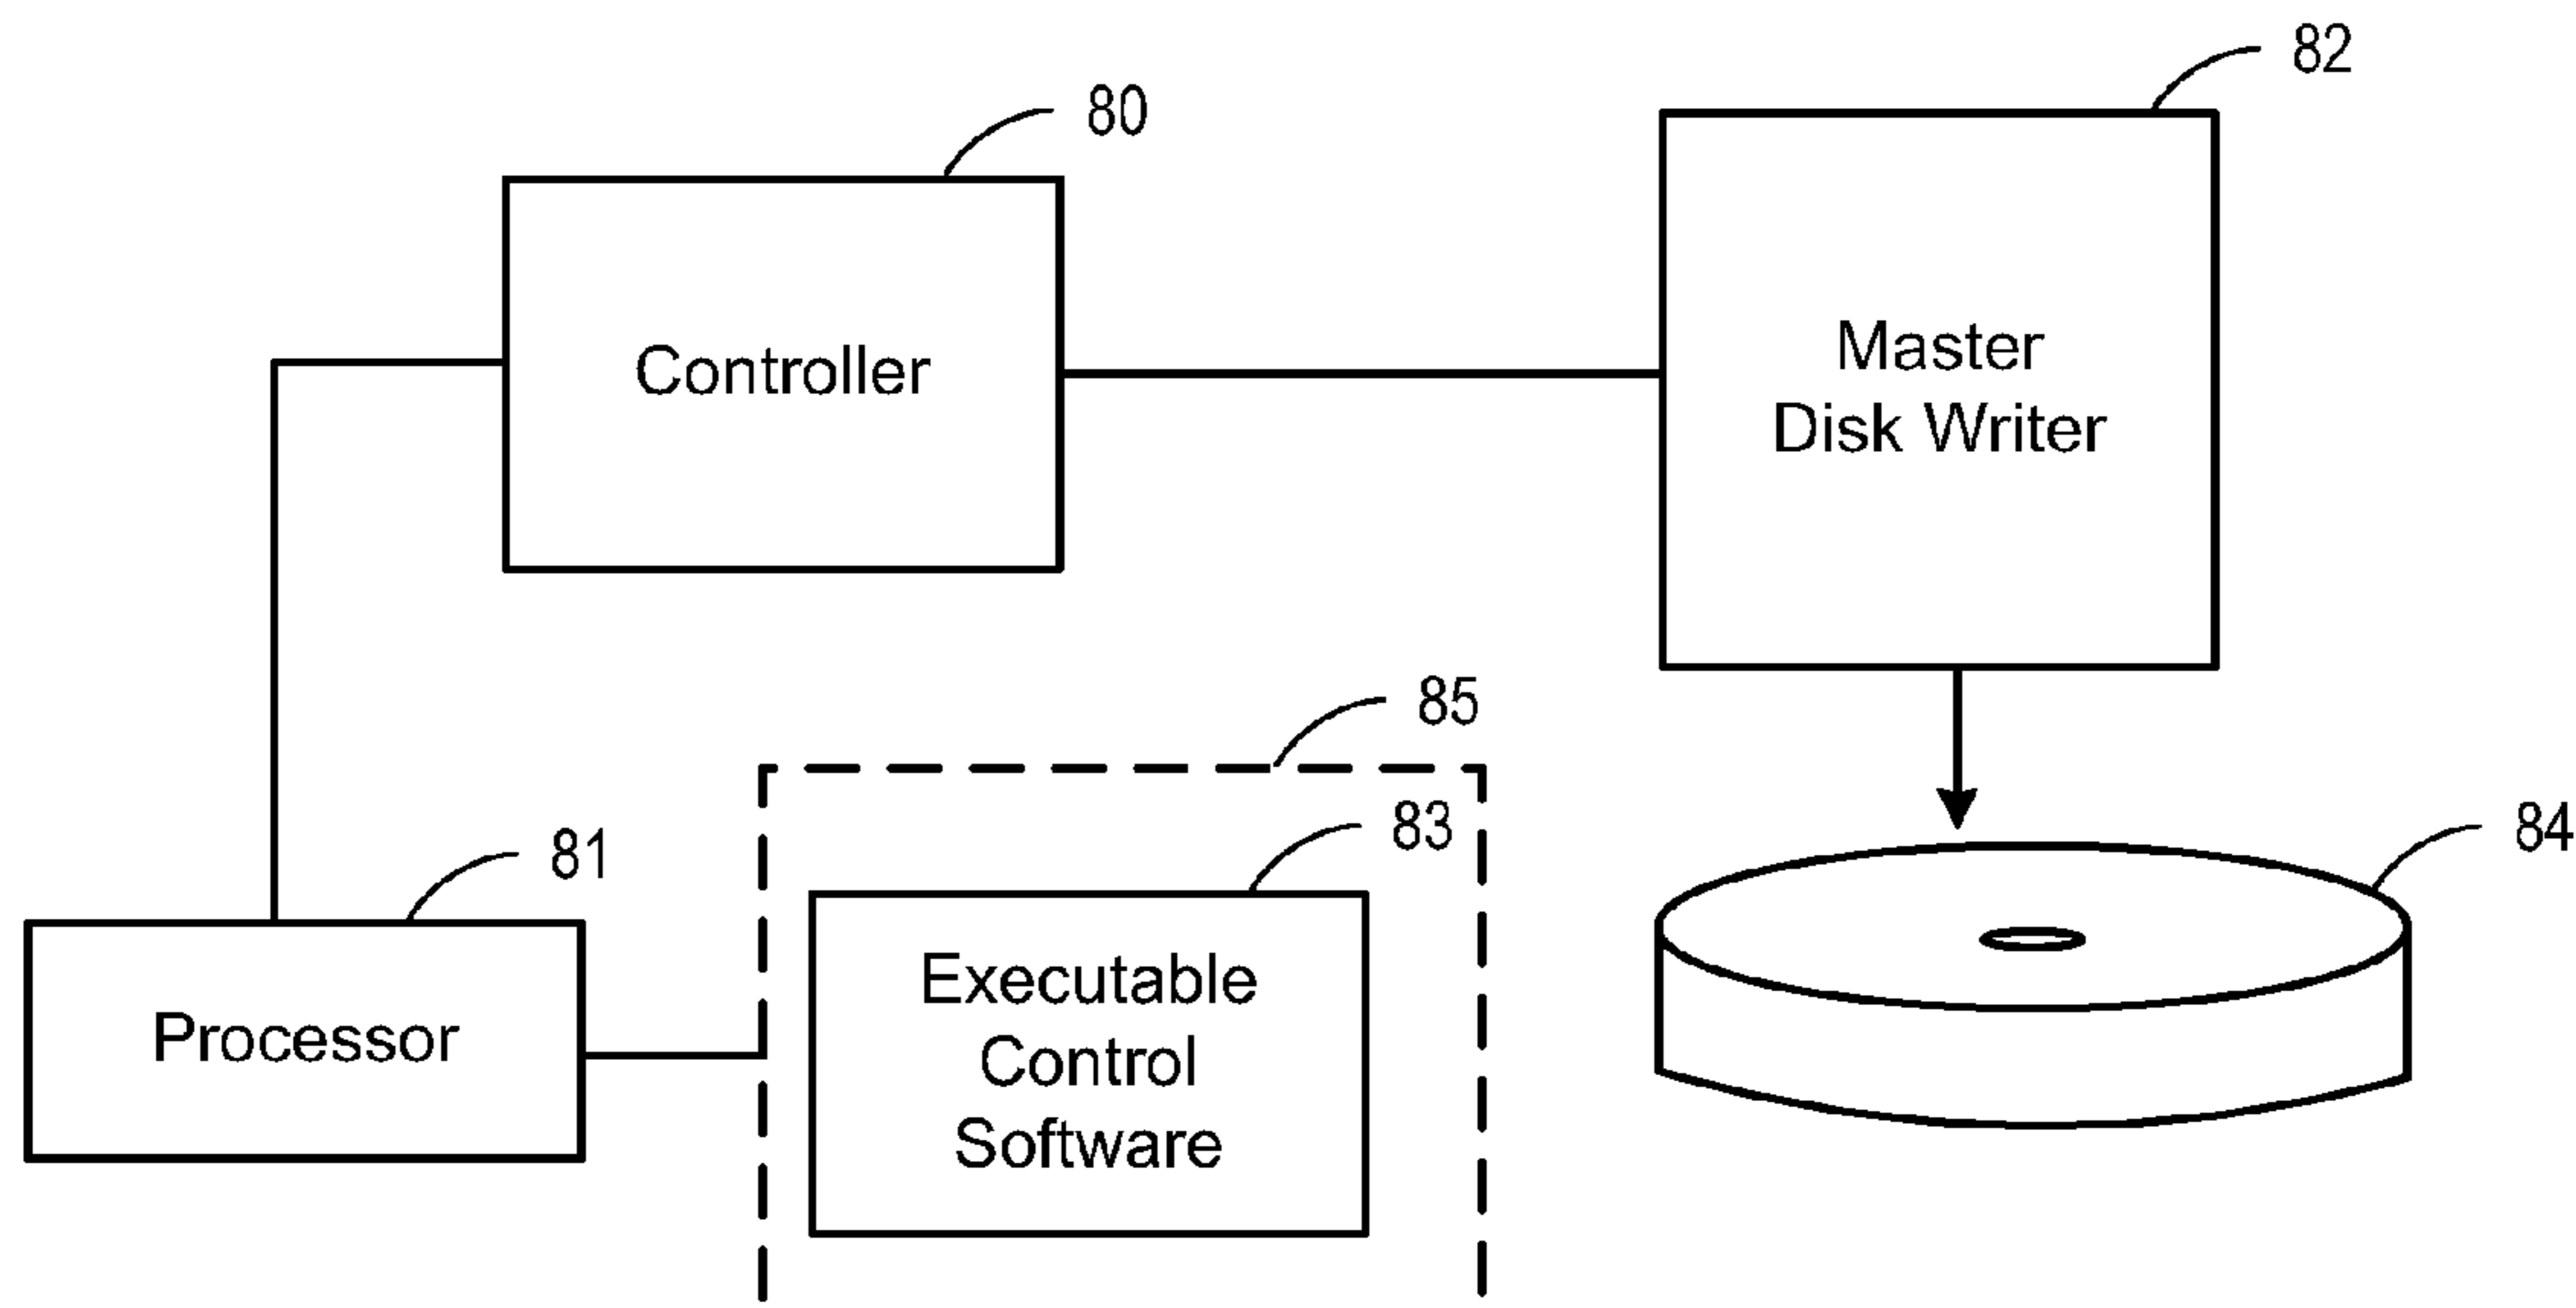 82
80
Master
Disk Writer
Controller
85
83
84
81
Executable
Control
Software
Processor